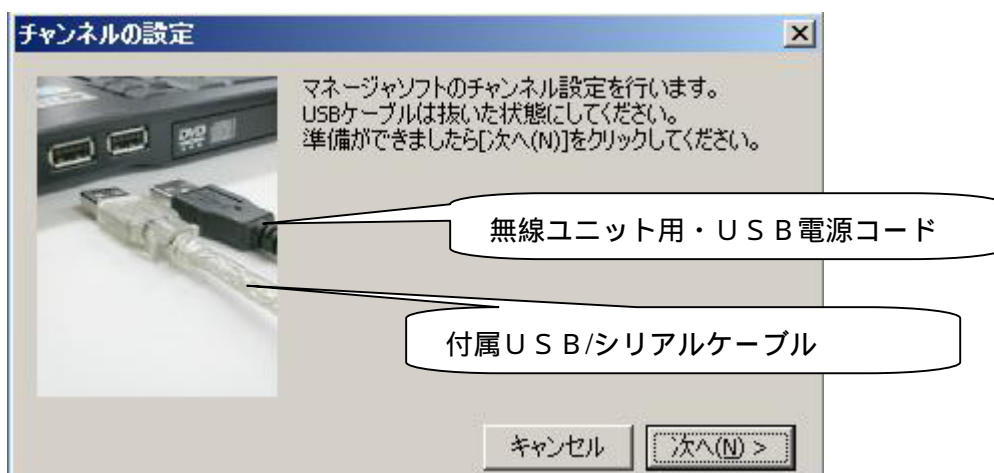 チャンネルの設定
マネージャソフトのチャンネル設定を行います。
USBケーブルは抜いた状態にしてください。
準備ができましたら[次へ(N)]をクリックしてください。
DVD
無線ユニット用・ＵＳＢ電源コード
付属ＵＳＢ/シリアルケーブル
キャンセル
次へ(N) >